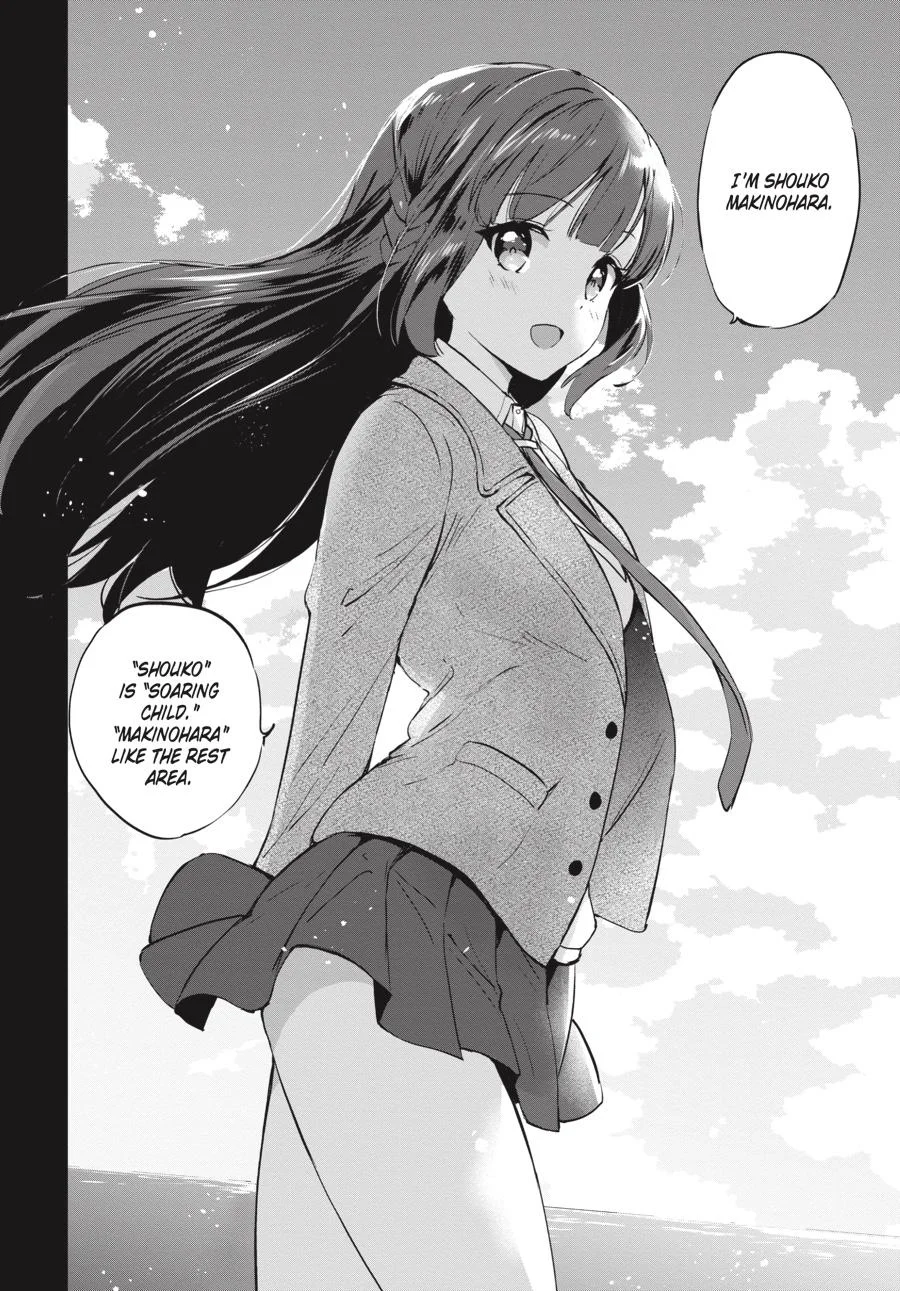 I'M SHOUKO
MAKINOHARA.
"SHOUKO"
IS "SOARING
CHILD."
"MAKINOHARA"
LIKE THE REST
AREA.